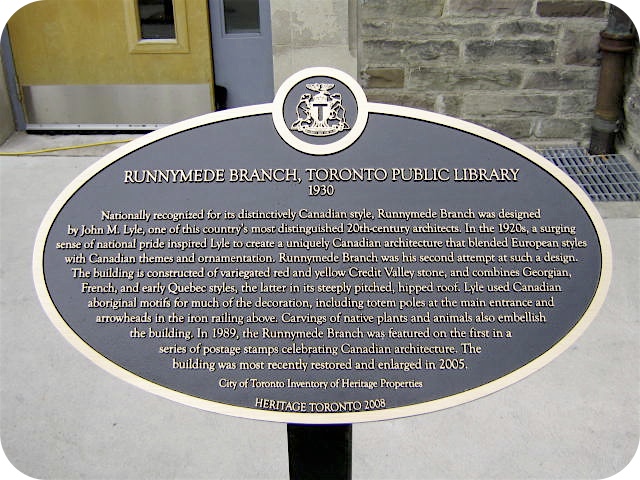 RUNNYMEDE BRANCH, TORONTO PUBLIC LIBRARY
1930
Nationally recognized for its distinctively Canadian style, Runnymede Branch was designed
by John M. Lyle, one of this country's most distinguished 20th-century architects. In the 1920s, a surging
sense of national pride inspired Lyle to create a uniquely Canadian architecture that blended European styles
with Canadian themes and ornamentation. Runnymede Branch was his second attempt at such a design.
The building is constructed of variegated red and yellow Credit Valley stone, and combines Georgian,
French, and early Quebec styles, the latter in its steeply pitched, hipped roof. Lyle used Canadian
aboriginal motifs for much of the decoration, including totem poles at the main entrance and
arrowheads in the iron railing above. Carvings of native plants and animals also embellish
the building. In 1989, the Runnymede Branch was featured on the first in a
series of postage stamps celebrating Canadian architecture. The
building was most recently restored and enlarged in 2005.
City of Toronto Inventory of Heritage Properties
HERITAGE TORONTO 2008